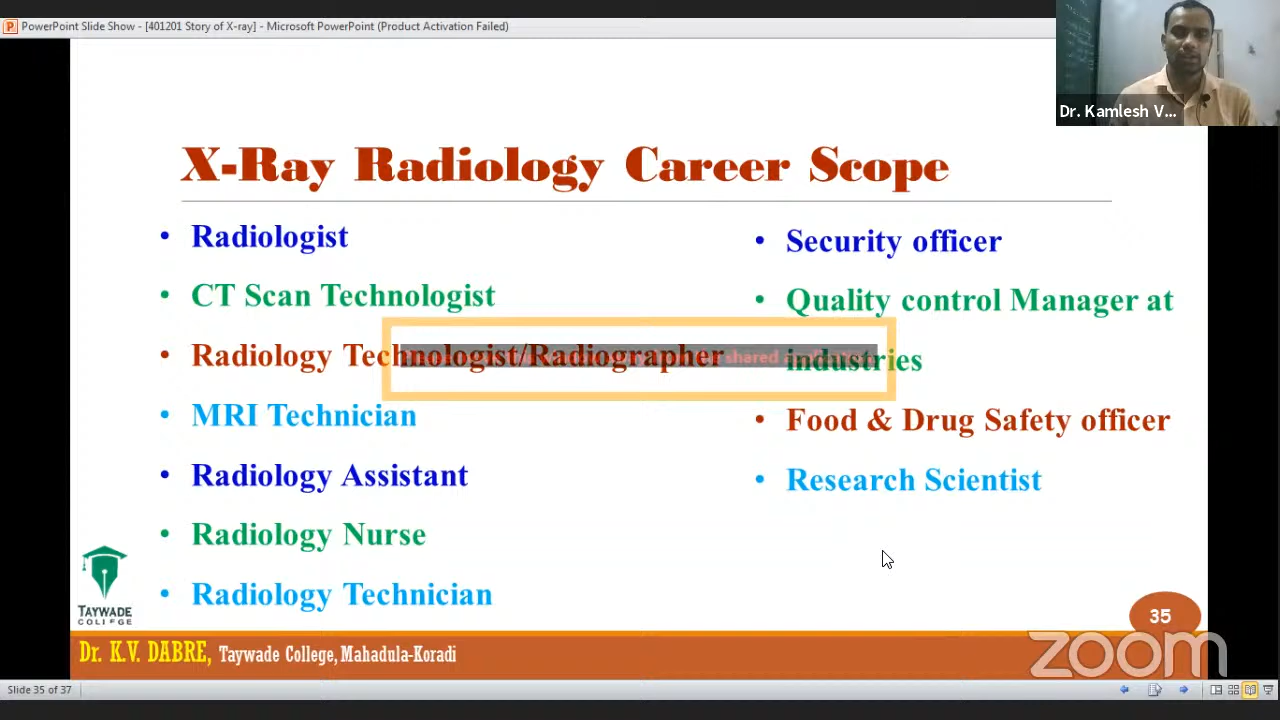 PowerPoint Slide Show - [401201 Story of X-ray] - Microsoft PowerPoint (Product Activation Failed)
Dr. Kamlesh V...
X-Ray Radiology Career Scope
• Radiologist
• CT Scan Technologist
• Radiology Technologist/Radiographer
• MRI Technician
• Radiology Assistant
• Radiology Nurse
• Radiology Technician
• Security officer
• Quality control Manager at
industries
• Food & Drug Safety officer
• Research Scientist
shared
TAYWADE
COLLEGE
35
zoom
Dr. K.V. DABRE, Taywade College, Mahadula-Koradi
Slide 35 of 37